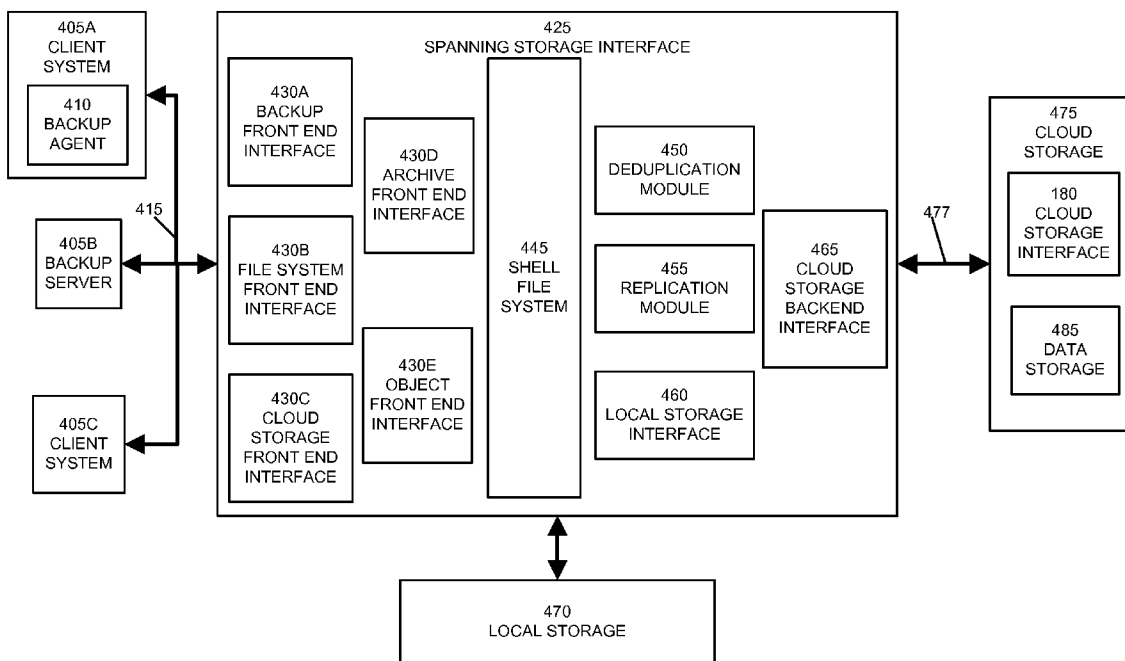 405A
CLIENT
SYSTEM
410
BACKUP
AGENT
415
405B
BACKUP
SERVER
405C
CLIENT
SYSTEM
425
SPANNING STORAGE INTERFACE
430A
BACKUP
FRONT END
INTERFACE
430B
FILE SYSTEM
FRONT END
INTERFACE
430C
CLOUD
STORAGE
FRONT END
INTERFACE
430D
ARCHIVE
FRONT END
INTERFACE
430E
OBJECT
FRONT END
INTERFACE
445
SHELL
FILE
SYSTEM
450
DEDUPLICATION
MODULE
455
REPLICATION
MODULE
460
LOCAL STORAGE
INTERFACE
465
CLOUD
STORAGE
BACKEND
INTERFACE
477
475
CLOUD
STORAGE
180
CLOUD
STORAGE
INTERFACE
485
DATA
STORAGE
470
LOCAL STORAGE